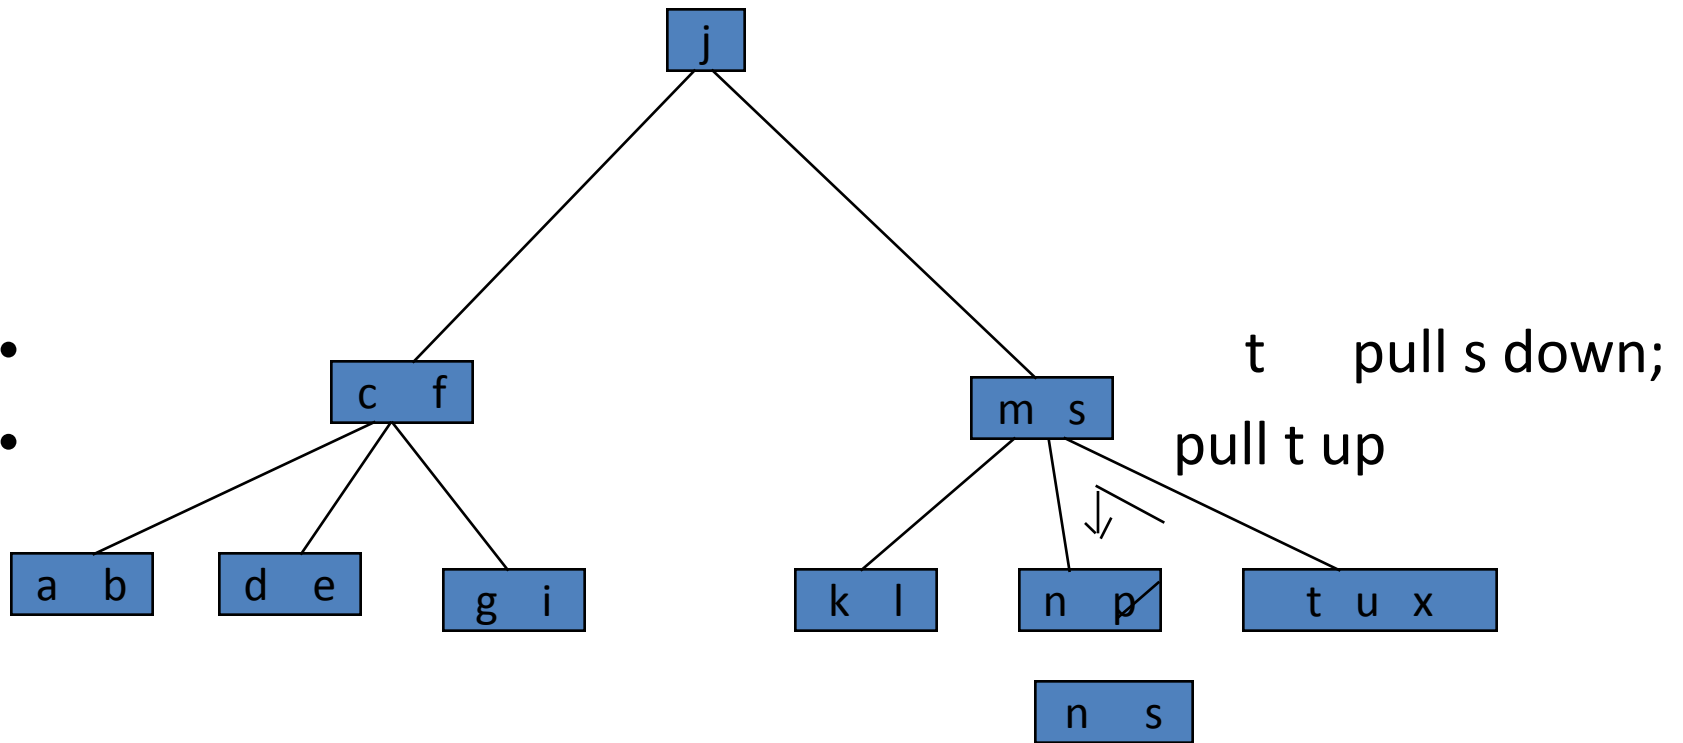 j
• t pull s down;
c f
m s
• pull t up
a b
d e
g i
k l
n p
t u x
n s